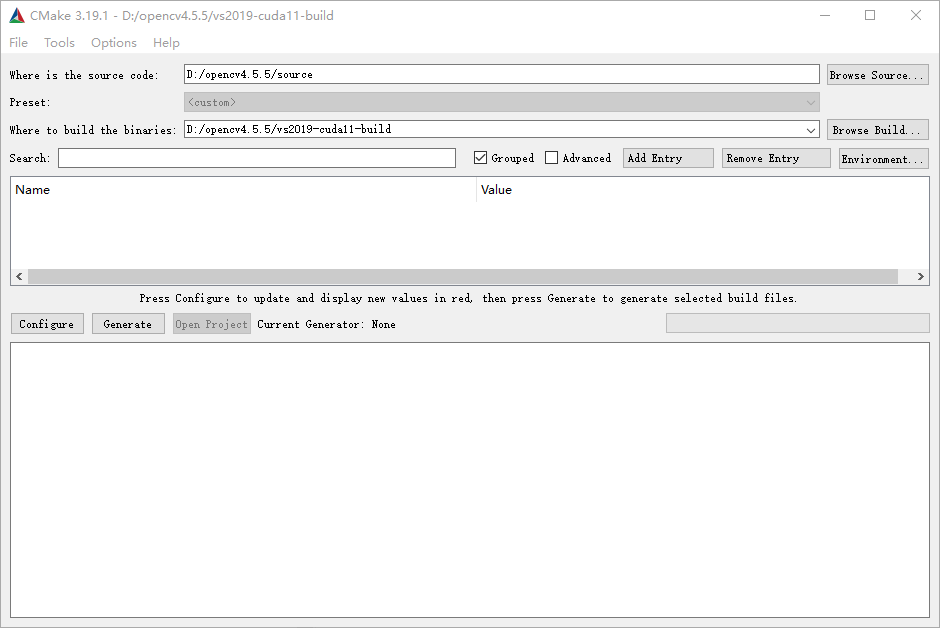 CMake 3.19.1 - D:/opencv4.5.5/vs2019-cuda11-build
File Tools Options Help
Where is the source code: D:/opencv4.5.5/source Browse Source...
Preset: <custom>
Where to build the binaries: D:/opencv4.5.5/vs2019-cuda11-build Browse Build...
Search: Grouped Advanced Add Entry Remove Entry Environment...
Name Value
Press Configure to update and display new values in red, then press Generate to generate selected build files.
Configure Generate Open Project Current Generator: None